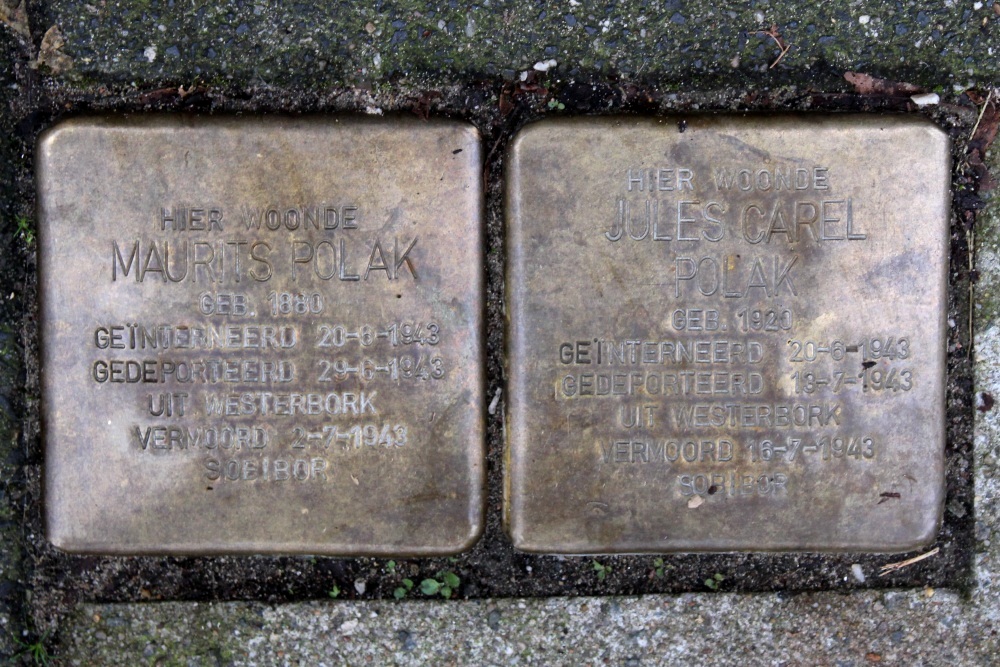 HIER WOONDE
MAURITS POLAK
GEB. 1880
GEÏNTERNEERD 20-6-1943
GEDEPORTEERD 29-6-1943
UIT WESTERBORK
VERMOORD 2-7-1943
SOBIBOR
HIER WOONDE
JULES CAREL
POLAK
GEB. 1920
GEÏNTERNEERD 20-6-1943
GEDEPORTEERD 13-7-1943
UIT WESTERBORK
VERMOORD 16-7-1943
SOBIBOR